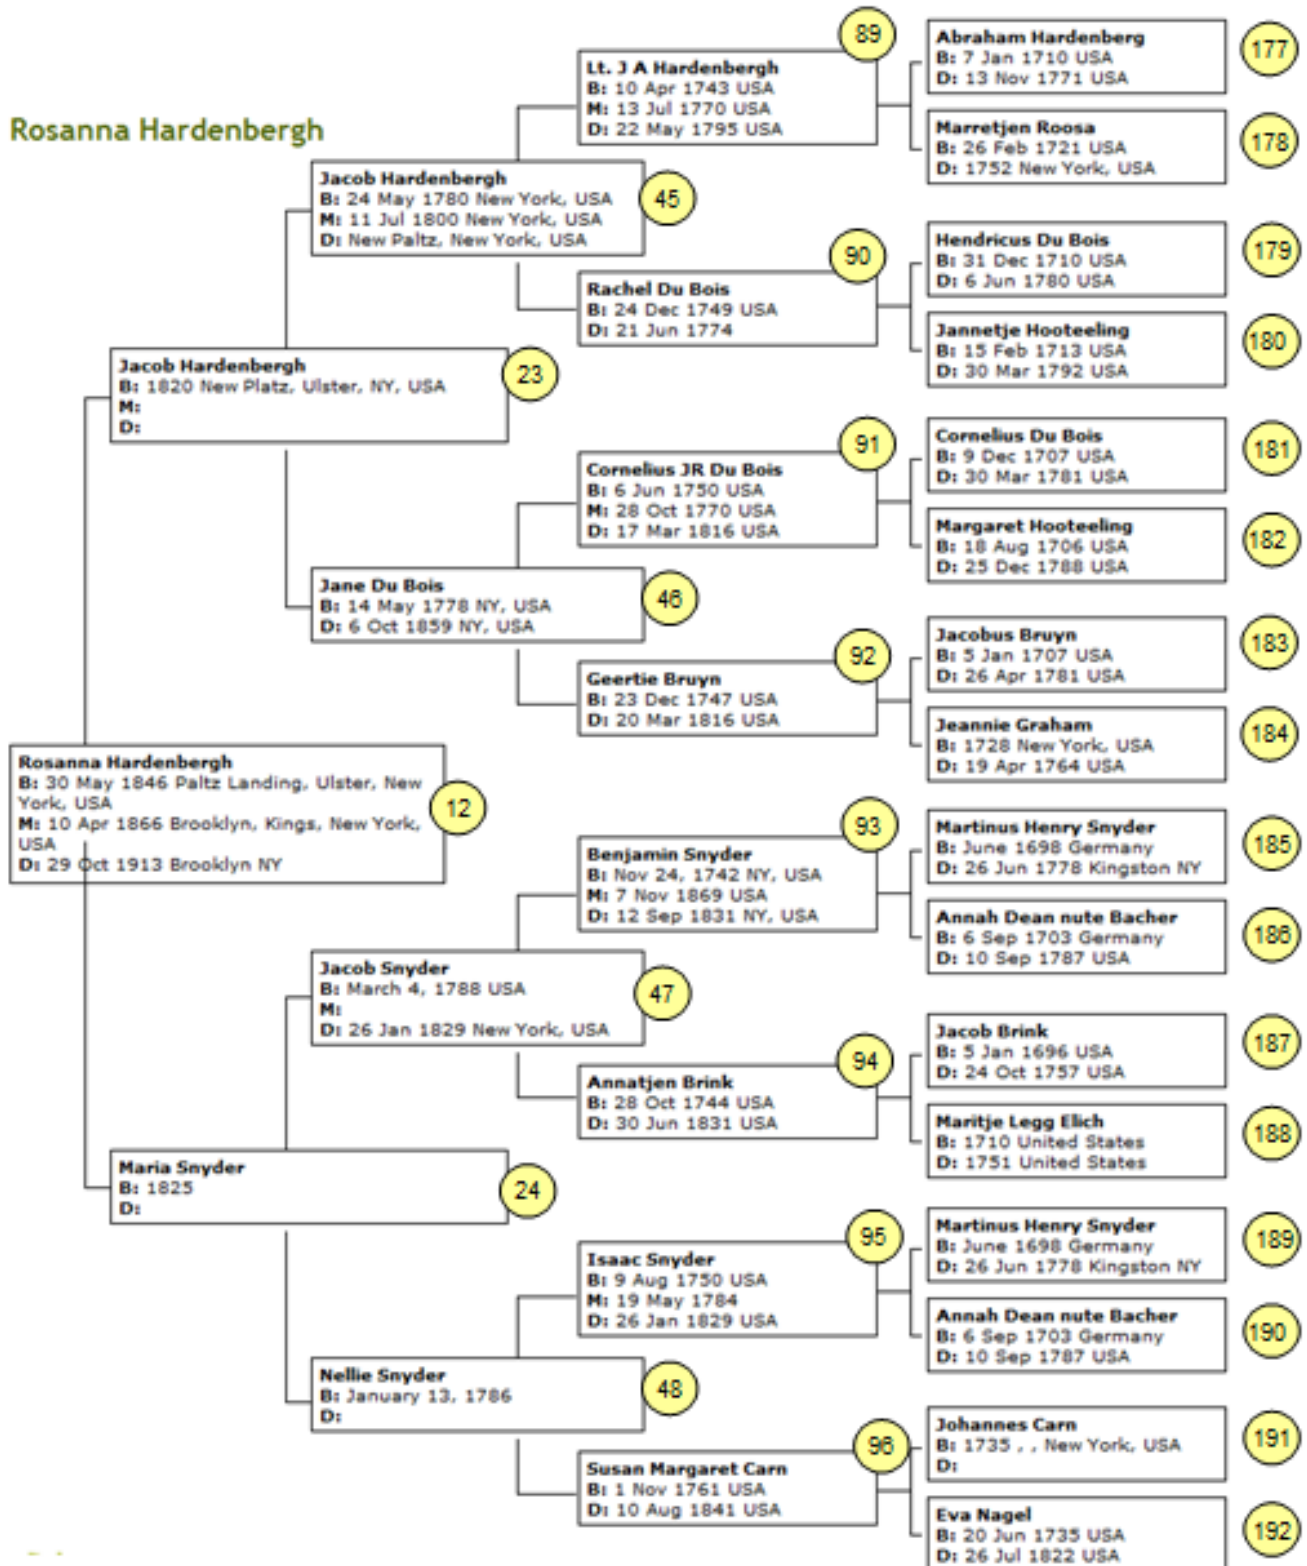 Rosanna Hardenbergh
Rosanna Hardenbergh
B: 30 May 1846 Paltz Landing, Ulster, New
York, USA
M: 10 Apr 1866 Brooklyn, Kings, New York,
USA
D: 29 Oct 1913 Brooklyn NY
12
Jacob Hardenbergh
B: 1820 New Platz, Ulster, NY, USA
M:
D:
23
Maria Snyder
B: 1825
D:
24
Jacob Hardenbergh
B: 24 May 1780 New York, USA
M: 11 Jul 1800 New York, USA
D: New Paltz, New York, USA
45
Jane Du Bois
B: 14 May 1778 NY, USA
D: 6 Oct 1859 NY, USA
46
Jacob Snyder
B: March 4, 1788 USA
M:
D: 26 Jan 1829 New York, USA
47
Nellie Snyder
B: January 13, 1786
D:
48
Lt. J A Hardenbergh
B: 10 Apr 1743 USA
M: 13 Jul 1770 USA
D: 22 May 1795 USA
89
Rachel Du Bois
B: 24 Dec 1749 USA
D: 21 Jun 1774
90
Cornelius JR Du Bois
B: 6 Jun 1750 USA
M: 28 Oct 1770 USA
D: 17 Mar 1816 USA
91
Geertie Bruyn
B: 23 Dec 1747 USA
D: 20 Mar 1816 USA
92
Benjamin Snyder
B: Nov 24, 1742 NY, USA
M: 7 Nov 1869 USA
D: 12 Sep 1831 NY, USA
93
Annatjen Brink
B: 28 Oct 1744 USA
D: 30 Jun 1831 USA
94
Isaac Snyder
B: 9 Aug 1750 USA
M: 19 May 1784
D: 26 Jan 1829 USA
95
Susan Margaret Carn
B: 1 Nov 1761 USA
D: 10 Aug 1841 USA
96
Abraham Hardenberg
B: 7 Jan 1710 USA
D: 13 Nov 1771 USA
177
Marretjen Roosa
B: 26 Feb 1721 USA
D: 1752 New York, USA
178
Hendricus Du Bois
B: 31 Dec 1710 USA
D: 6 Jun 1780 USA
179
Jannetje Hooteeling
B: 15 Feb 1713 USA
D: 30 Mar 1792 USA
180
Cornelius Du Bois
B: 9 Dec 1707 USA
D: 30 Mar 1781 USA
181
Margaret Hooteeling
B: 18 Aug 1706 USA
D: 25 Dec 1788 USA
182
Jacobus Bruyn
B: 5 Jan 1707 USA
D: 26 Apr 1781 USA
183
Jeannie Graham
B: 1728 New York, USA
D: 19 Apr 1764 USA
184
Martinus Henry Snyder
B: June 1698 Germany
D: 26 Jun 1778 Kingston NY
185
Annah Dean nute Bacher
B: 6 Sep 1703 Germany
D: 10 Sep 1787 USA
186
Jacob Brink
B: 5 Jan 1696 USA
D: 24 Oct 1757 USA
187
Maritje Legg Elich
B: 1710 United States
D: 1751 United States
188
Martinus Henry Snyder
B: June 1698 Germany
D: 26 Jun 1778 Kingston NY
189
Annah Dean nute Bacher
B: 6 Sep 1703 Germany
D: 10 Sep 1787 USA
190
Johannes Carn
B: 1735 , , New York, USA
D:
191
Eva Nagel
B: 20 Jun 1735 USA
D: 26 Jul 1822 USA
192